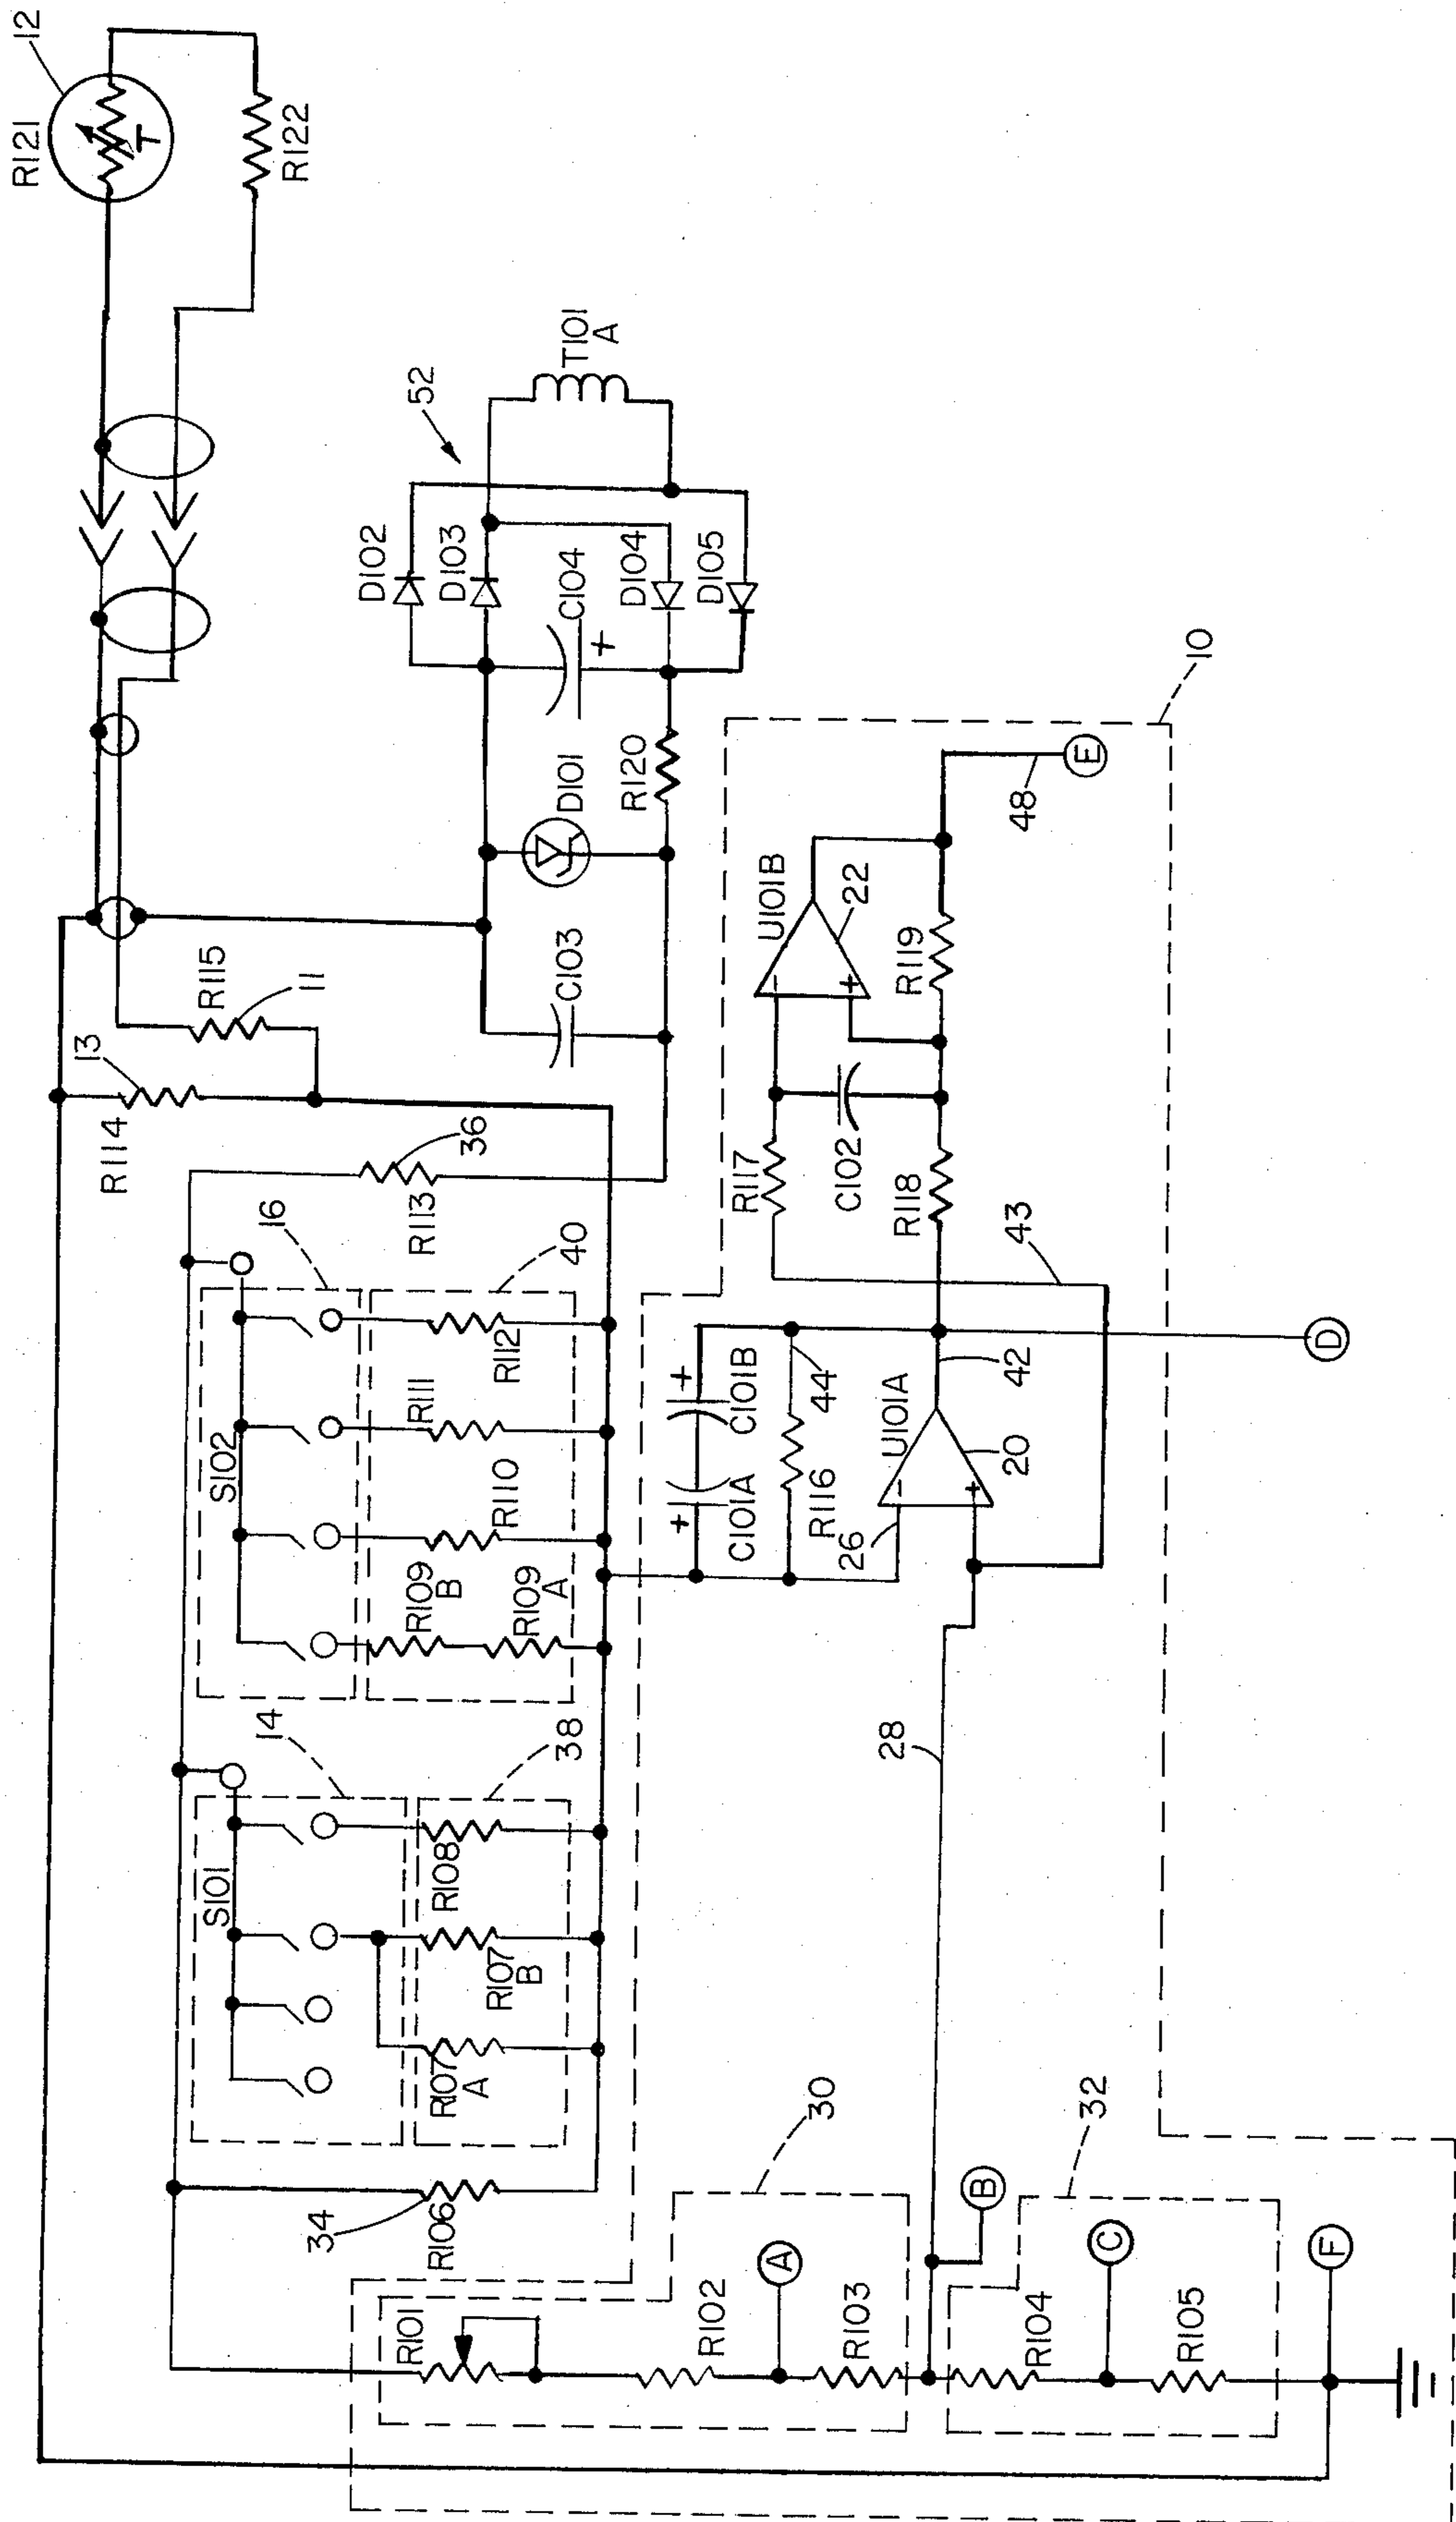 12
R121
T
R122
52
T101
A
D102
D103
C104
+
D104
D105
D101
R120
C103
R115
11
13
R114
36
R113
16
40
S102
R112
R111
R110
R109
B
R109
A
14
38
S101
R108
R107
B
R107
A
34
R106
10
U101B
22
-
+
R119
48
E
R117
C102
R118
43
+
C101B
+
C101A
44
R116
U101A
42
20
26
-
+
D
28
30
32
R101
R102
A
R103
B
R104
C
R105
F